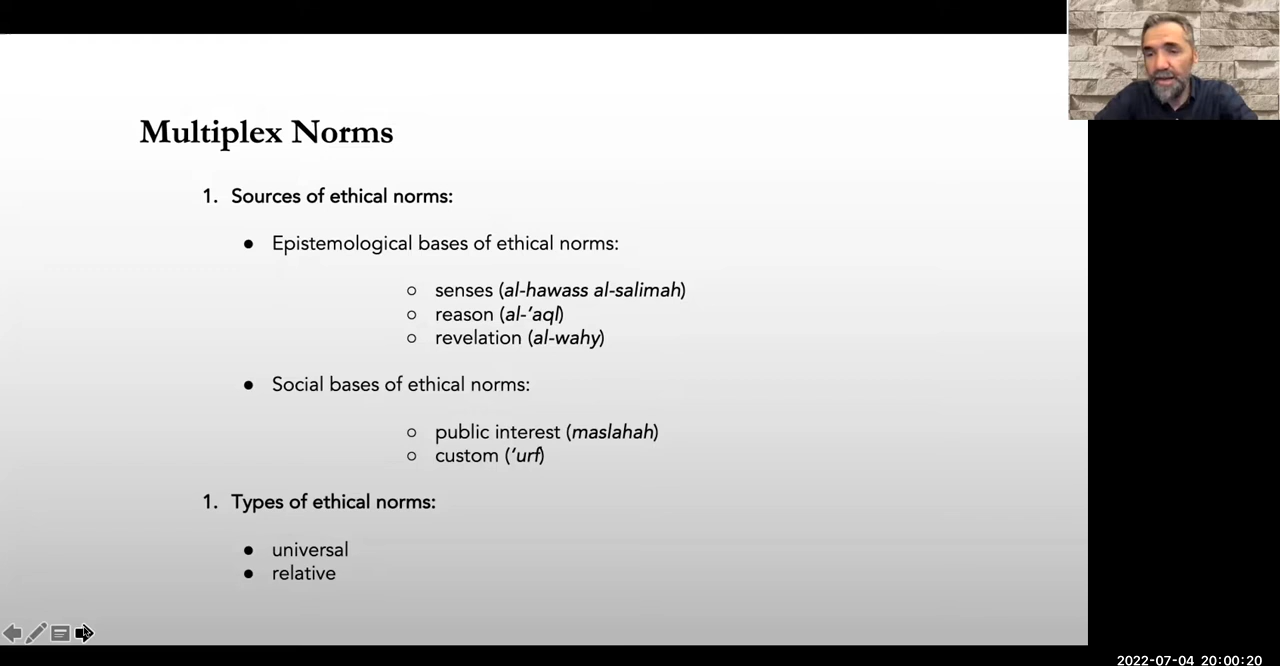 Multiplex Norms
1. Sources of ethical norms:
● Epistemological bases of ethical norms:
○ senses (al-hawass al-salimah)
○ reason (al-’aql)
○ revelation (al-wahy)
● Social bases of ethical norms:
○ public interest (maslahah)
○ custom (’urf)
1. Types of ethical norms:
● universal
● relative
2022-07-04 20:00:20